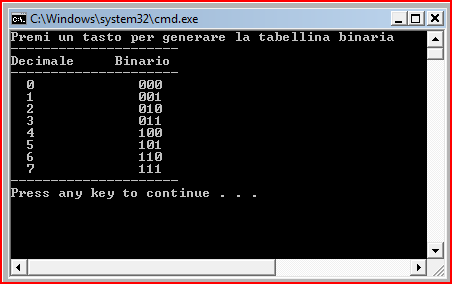 C:\Windows\system32\cmd.exe
Premi un tasto per generare la tabellina binaria
---------------------
Decimale Binario
---------------------
0 000
1 001
2 010
3 011
4 100
5 101
6 110
7 111
---------------------
Press any key to continue . . .